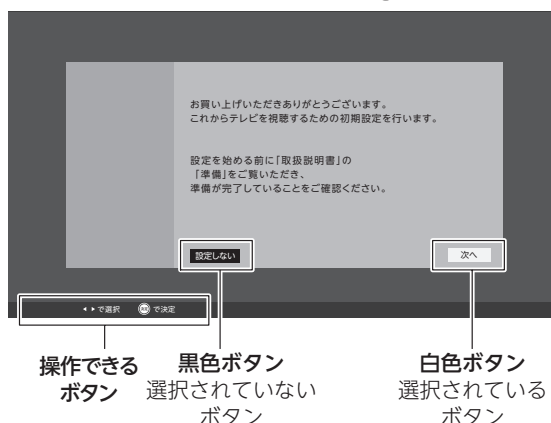 お買い上げいただきありがとうございます。
これからテレビを視聴するための初期設定を行います。
設定を始める前に「取扱説明書」の
「準備」をご覧いただき、
準備が完了していることをご確認ください。
設定しない
次へ
で選択
で決定
操作できる
ボタン
黒色ボタン
選択されていない
ボタン
白色ボタン
選択されている
ボタン